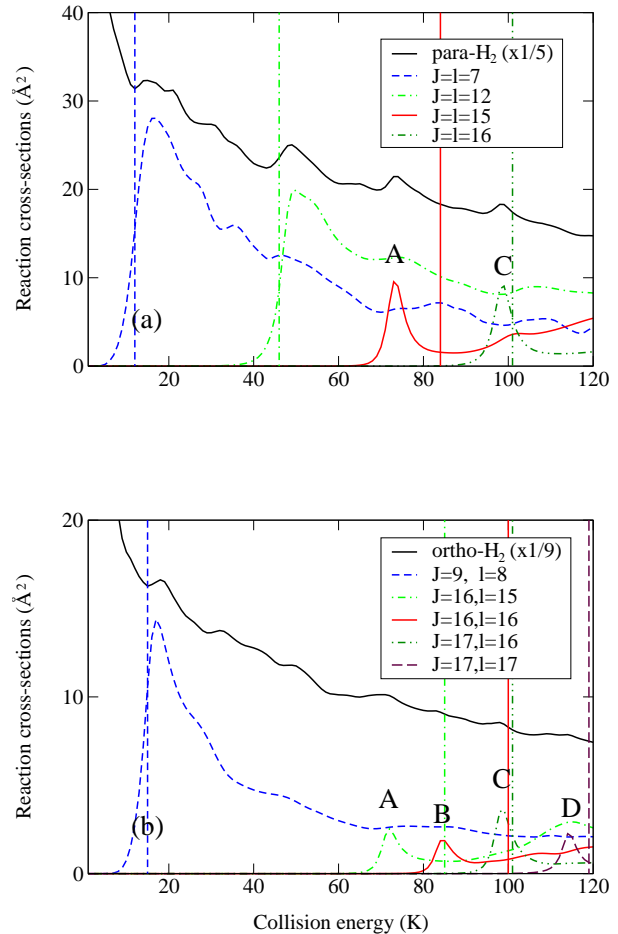 Reaction cross-sections (Å²)
40
30
20
10
0
para-H₂ (x1/5)
J=l=7
J=l=12
J=l=15
J=l=16
A
C
(a)
20 40 60 80 100 120
Reaction cross-sections (Å²)
20
10
0
ortho-H₂ (x1/9)
J=9, l=8
J=16,l=15
J=16,l=16
J=17,l=16
J=17,l=17
A
B
C
D
(b)
20 40 60 80 100 120
Collision energy (K)